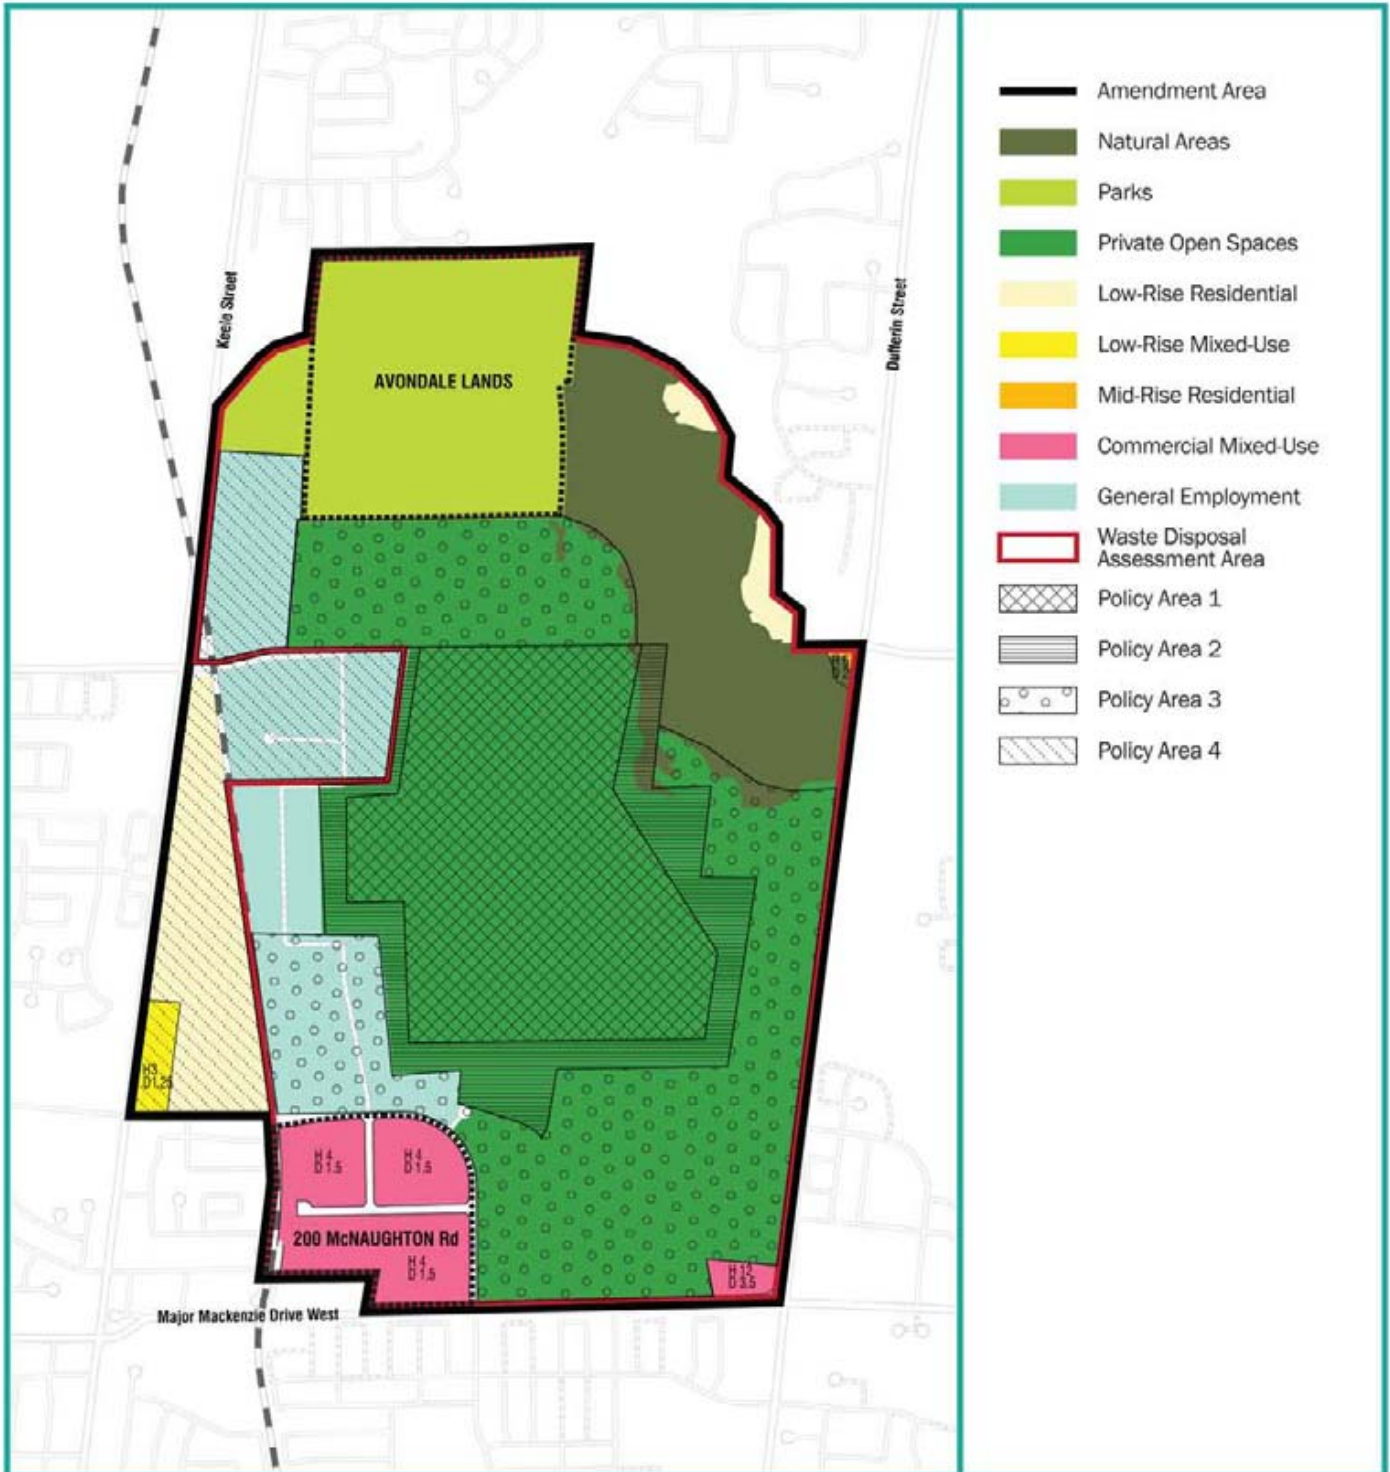 Keele Street
Dufferin Street
AVONDALE LANDS
H3
D1.25
H 4
D 1.5
H 4
D 1.5
200 McNAUGHTON Rd
H 4
D 1.5
H 12
D 3.5
Major Mackenzie Drive West
Amendment Area
Natural Areas
Parks
Private Open Spaces
Low-Rise Residential
Low-Rise Mixed-Use
Mid-Rise Residential
Commercial Mixed-Use
General Employment
Waste Disposal
Assessment Area
Policy Area 1
Policy Area 2
Policy Area 3
Policy Area 4